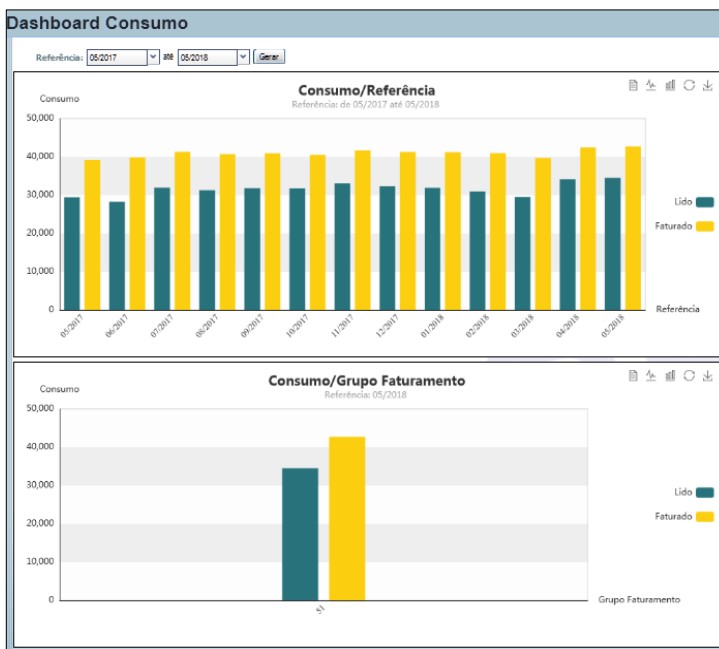 Dashboard Consumo
Referência: 05/2017 até 05/2018 Gerar
Consumo/Referência
Referência: de 05/2017 até 05/2018
Consumo
50,000
40,000
30,000
20,000
10,000
0
05/2017 06/2017 07/2017 08/2017 09/2017 10/2017 11/2017 12/2017 01/2018 02/2018 03/2018 04/2018 05/2018
Referência
Lido
Faturado
Consumo/Grupo Faturamento
Referência: 05/2018
Consumo
50,000
40,000
30,000
20,000
10,000
0
51
Grupo Faturamento
Lido
Faturado